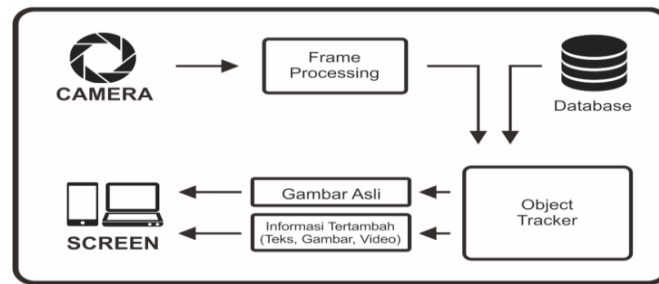 CAMERA
Frame
Processing
Database
Gambar Asli
Informasi Tertambah
(Teks, Gambar, Video)
Object
Tracker
SCREEN